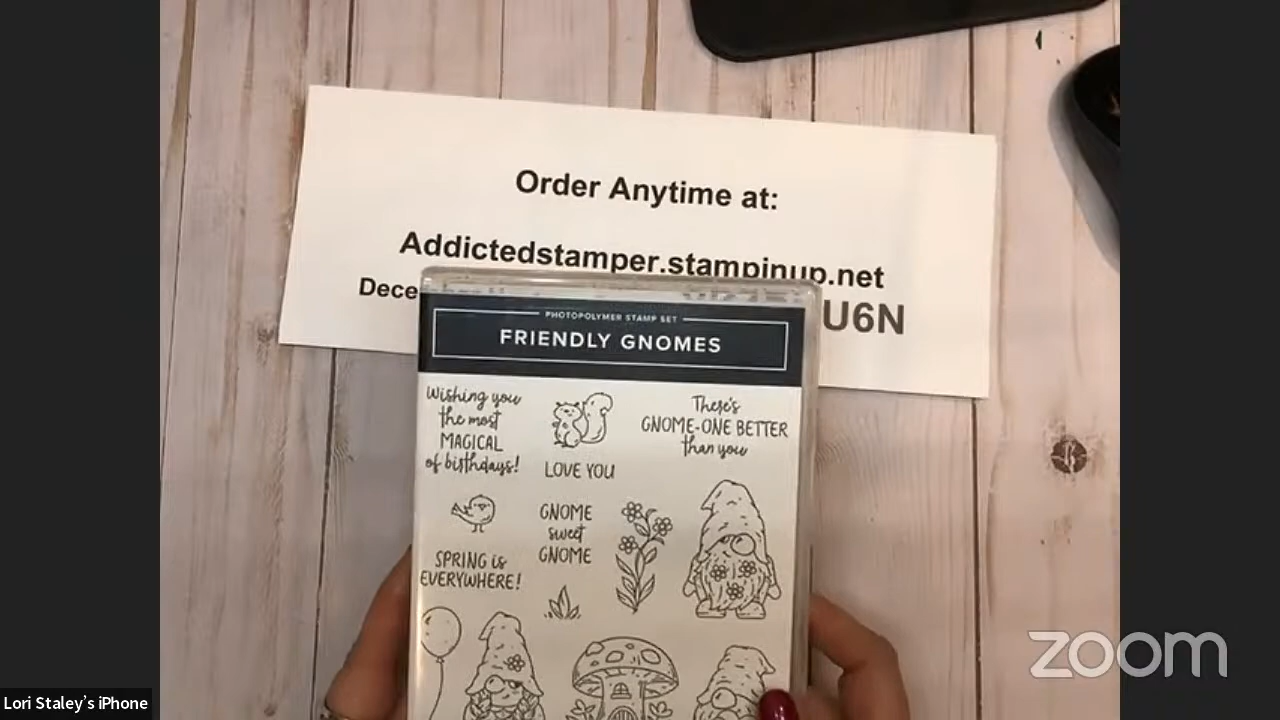 Order Anytime at:
Addictedstamper.stampinup.net
Dece
U6N
PHOTOPOLYMER STAMP SET
FRIENDLY GNOMES
Wishing you
the most
MAGICAL
of birthdays!
LOVE YOU
There's
GNOME-ONE BETTER
than you
GNOME
sweet
GNOME
SPRING is
EVERYWHERE!
zoom
Lori Staley's iPhone